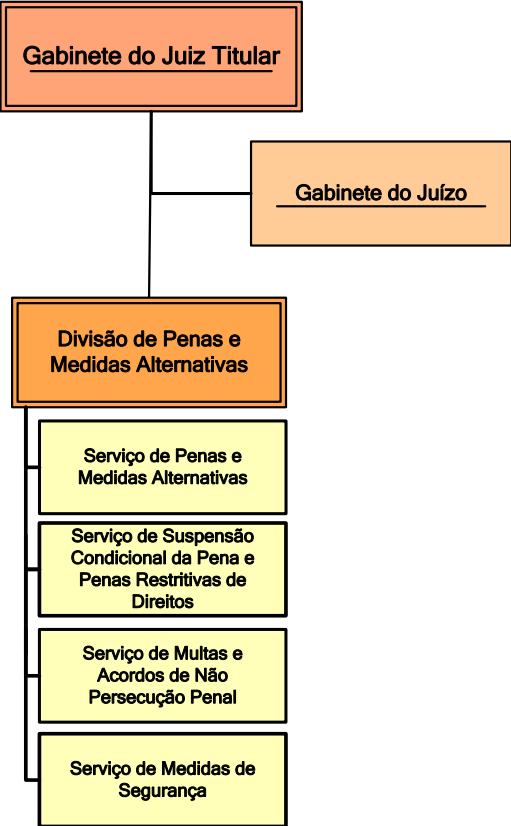 Gabinete do Juiz Titular
Gabinete do Juízo
Divisão de Penas e
Medidas Alternativas
Serviço de Penas e
Medidas Alternativas
Serviço de Suspensão
Condicional da Pena e
Penas Restritivas de
Direitos
Serviço de Multas e
Acordos de Não
Persecução Penal
Serviço de Medidas de
Segurança